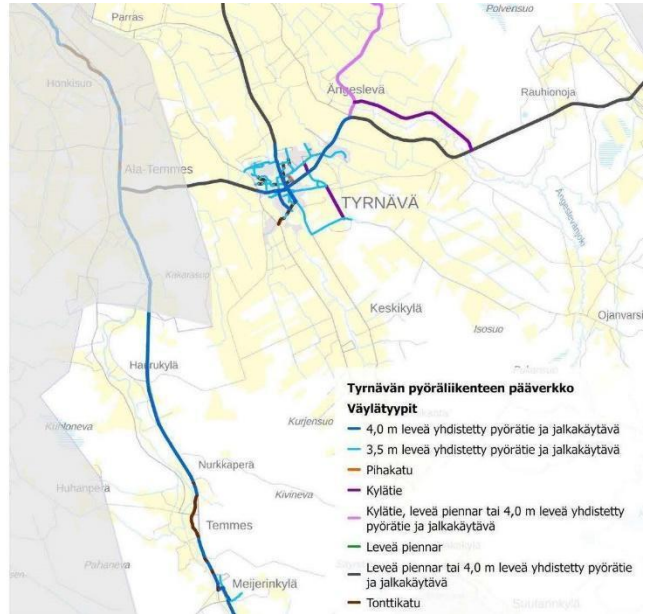 Parras
Polvensuo
Honkisuo
Ängeslevä
Rauhionoja
Ala-Temmes
TYRNÄVÄ
Ängeslevänjoki
Kiskarasuo
Keskikylä
Isosuo
Ojanvarsi
Haurukylä
Kurjensuo
Nurkkaperä
Huhanperä
Kivineva
Temmes
Pahaneva
Meijerinkylä
Tyrnävän pyöräliikenteen pääverkko
Väylätyypit
4,0 m leveä yhdistetty pyörätie ja jalkakäytävä
3,5 m leveä yhdistetty pyörätie ja jalkakäytävä
Pihakatu
Kylätie
Kylätie, leveä piennar tai 4,0 m leveä yhdistetty
pyörätie ja jalkakäytävä
Leveä piennar
Leveä piennar tai 4,0 m leveä yhdistetty pyörätie
ja jalkakäytävä
Tonttikatu